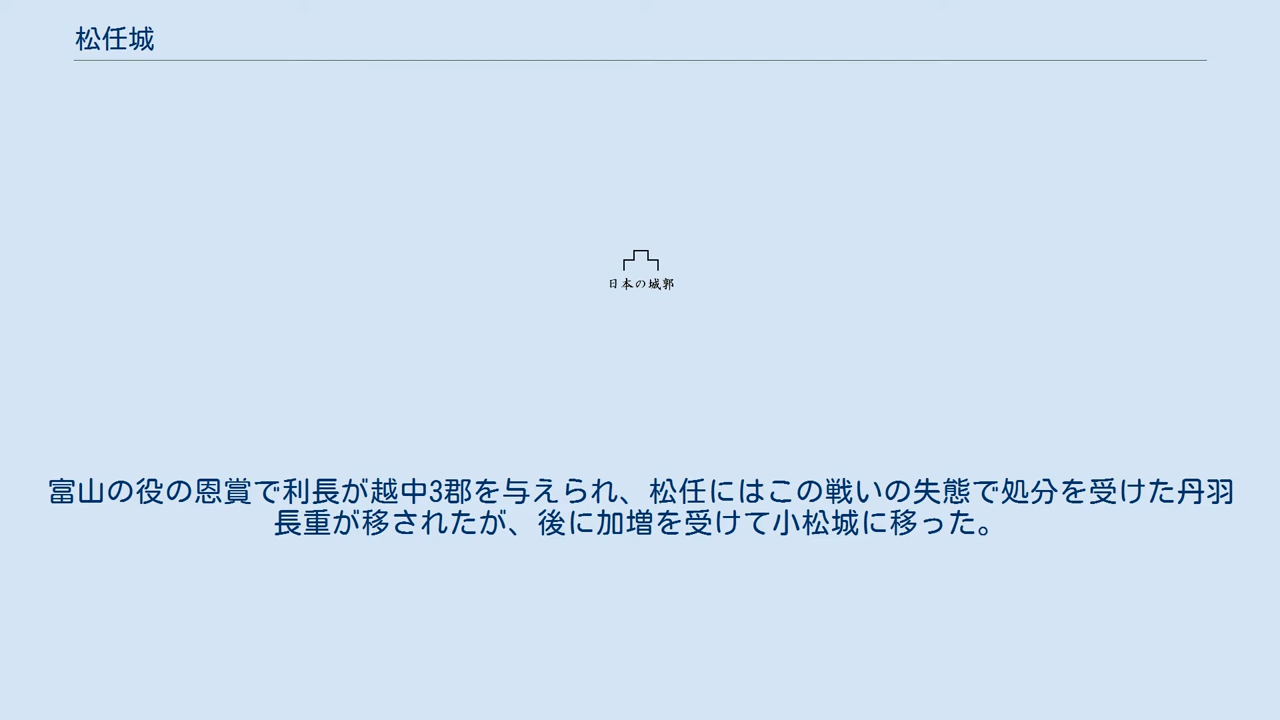 松任城
日本の城郭
富山の役の恩賞で利長が越中3郡を与えられ、松任にはこの戦いの失態で処分を受けた丹羽
長重が移されたが、後に加増を受けて小松城に移った。